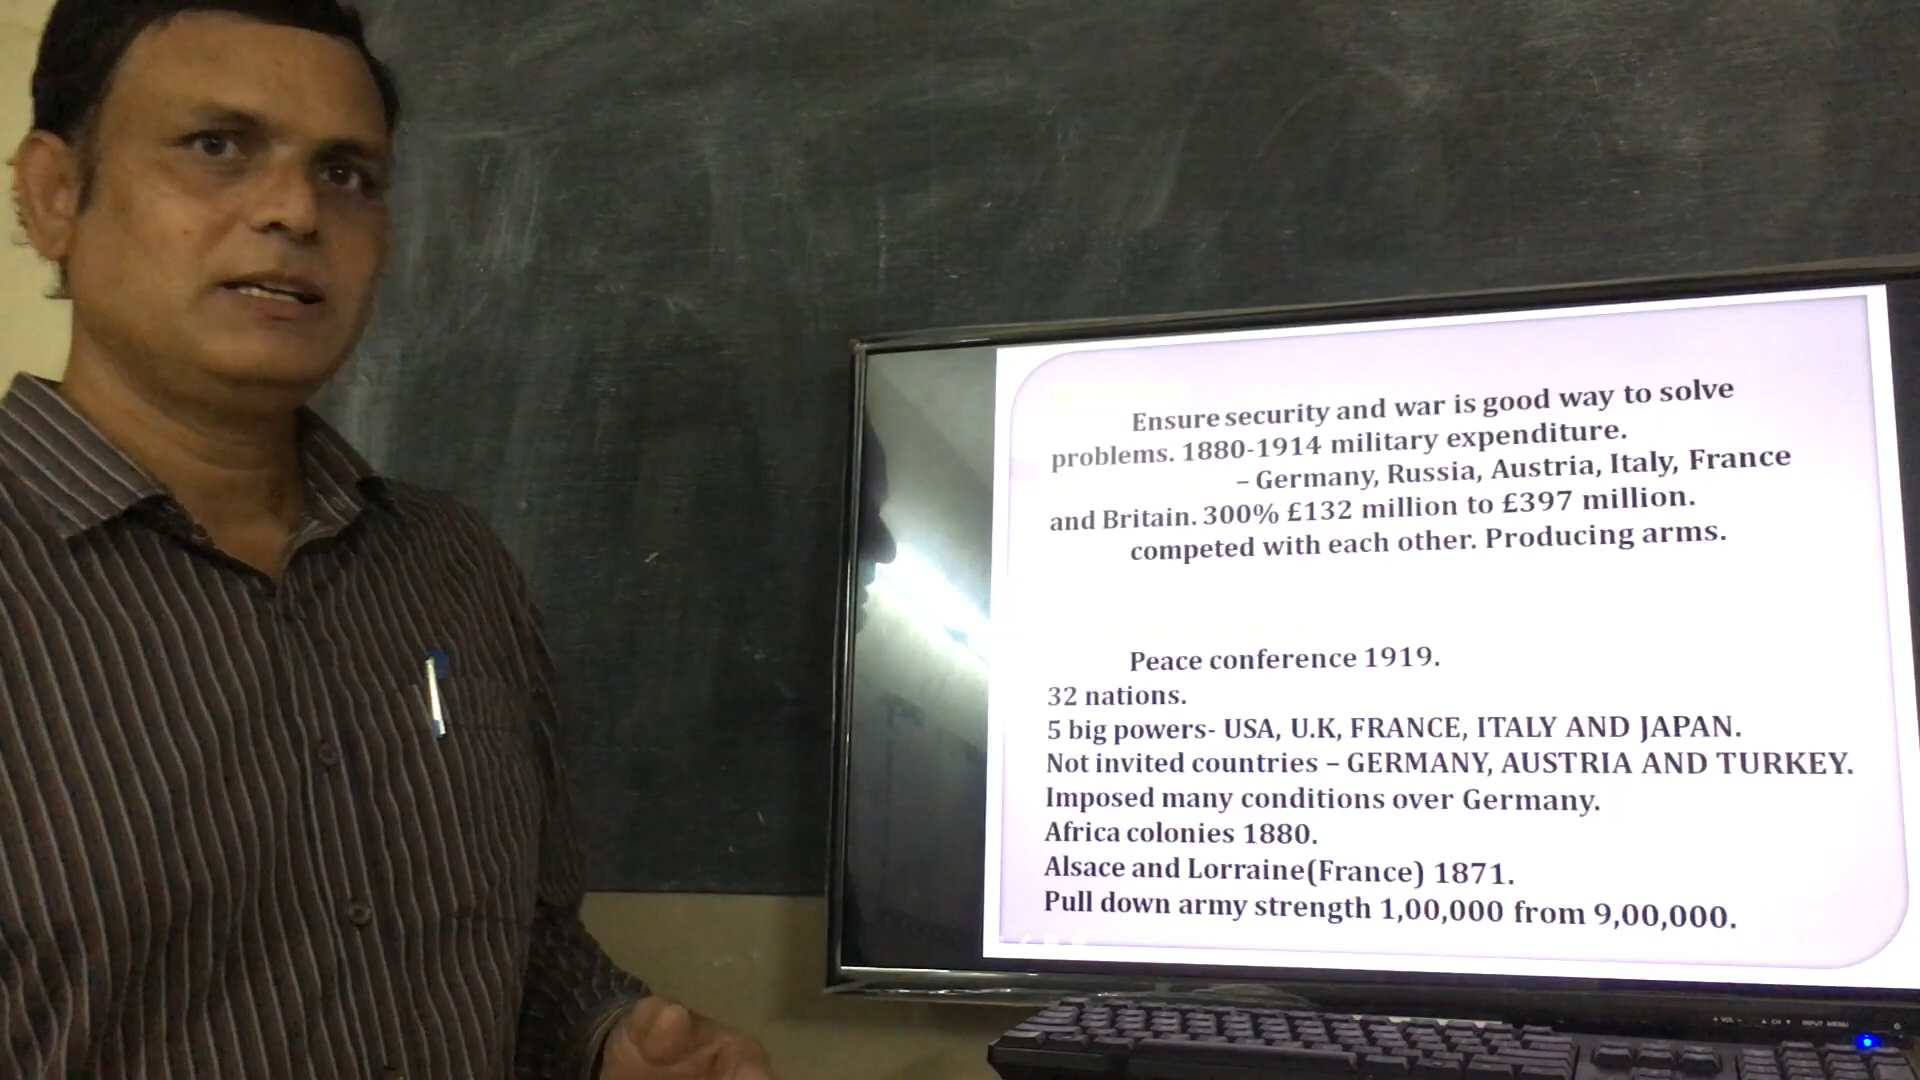 Ensure security and war is good way to solve
problems. 1880-1914 military expenditure.
– Germany, Russia, Austria, Italy, France
and Britain. 300% £132 million to £397 million.
competed with each other. Producing arms.
Peace conference 1919.
32 nations.
5 big powers- USA, U.K, FRANCE, ITALY AND JAPAN.
Not invited countries – GERMANY, AUSTRIA AND TURKEY.
Imposed many conditions over Germany.
Africa colonies 1880.
Alsace and Lorraine(France) 1871.
Pull down army strength 1,00,000 from 9,00,000.
VOL CH INPUT MENU